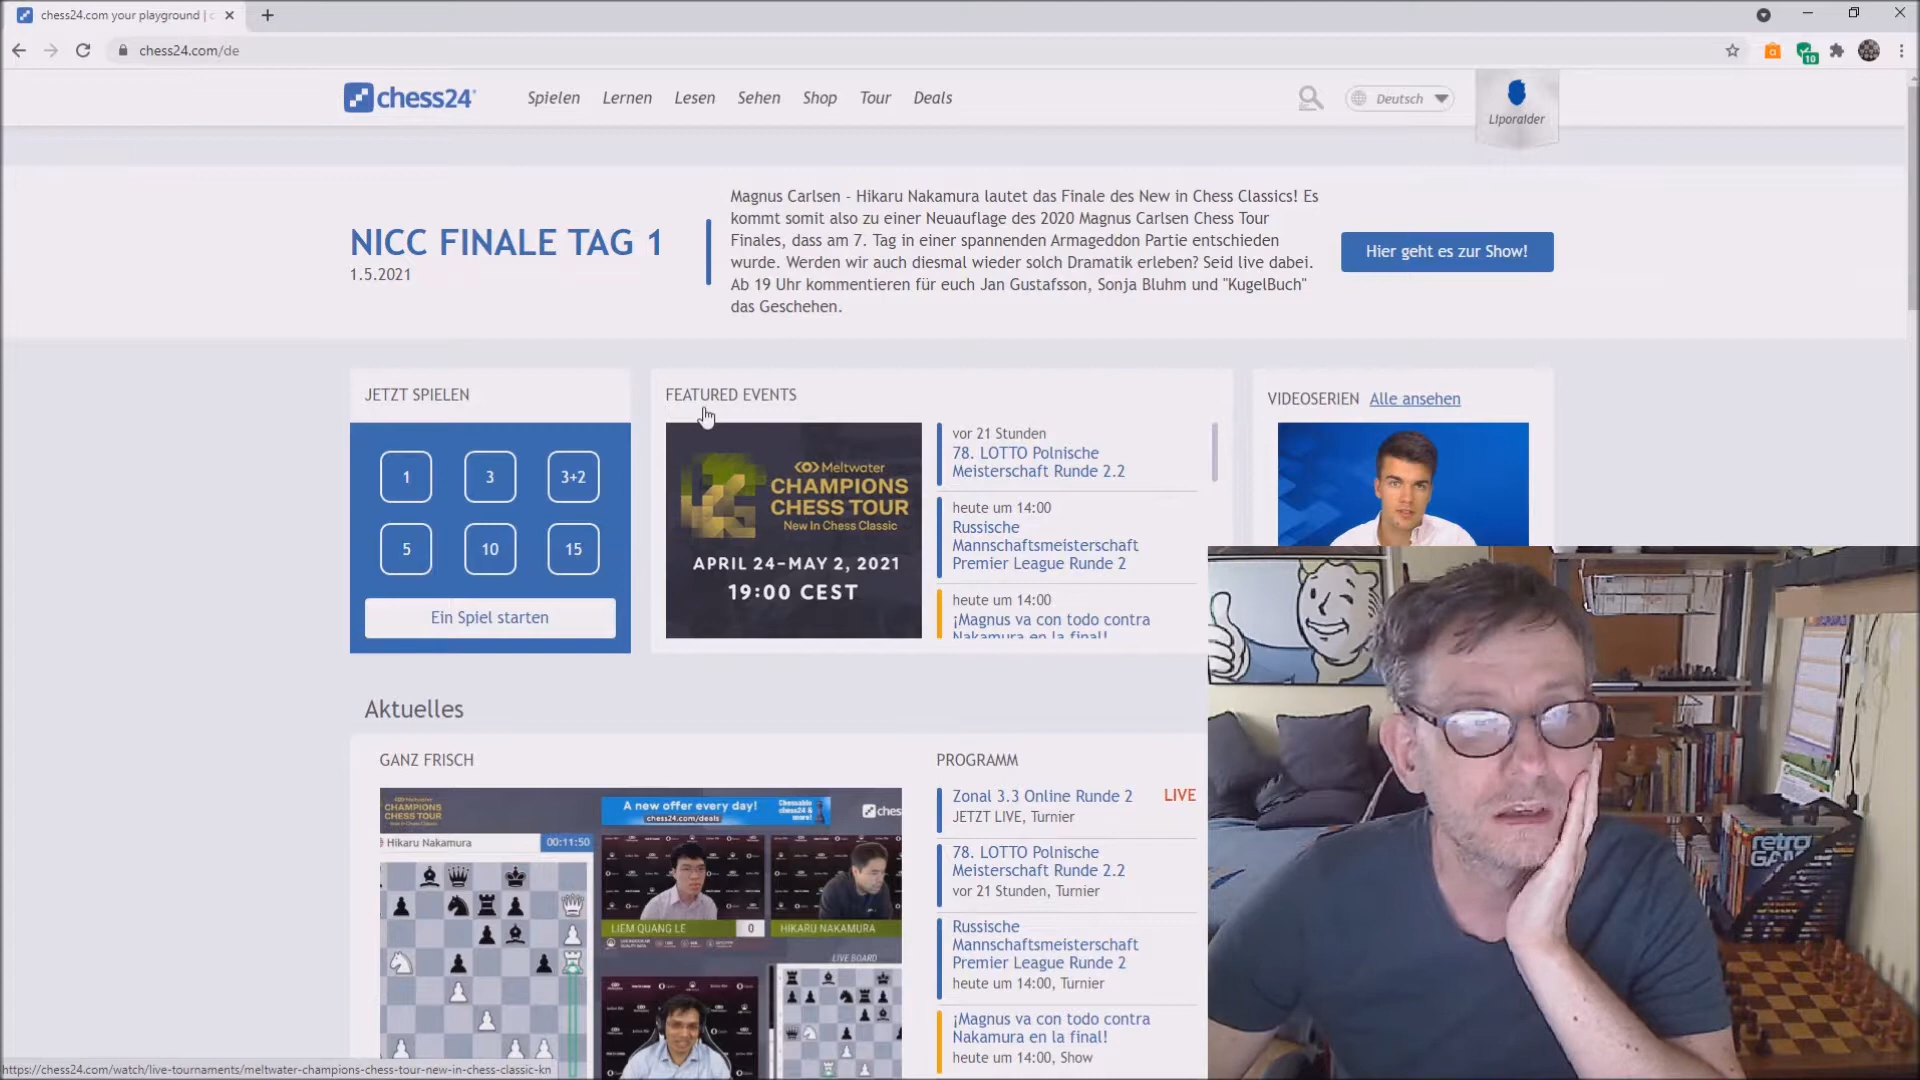 chess24.com your playground | c
chess24.com/de
10
chess24
Spielen
Lernen
Lesen
Sehen
Shop
Tour
Deals
Deutsch
Liporaider
NICC FINALE TAG 1
1.5.2021
Magnus Carlsen - Hikaru Nakamura lautet das Finale des New in Chess Classics! Es
kommt somit also zu einer Neuauflage des 2020 Magnus Carlsen Chess Tour
Finales, dass am 7. Tag in einer spannenden Armageddon Partie entschieden
wurde. Werden wir auch diesmal wieder solch Dramatik erleben? Seid live dabei.
Ab 19 Uhr kommentieren für euch Jan Gustafsson, Sonja Bluhm und "KugelBuch"
das Geschehen.
Hier geht es zur Show!
JETZT SPIELEN
1
3
3+2
5
10
15
Ein Spiel starten
FEATURED EVENTS
Meltwater
CHAMPIONS
CHESS TOUR
New In Chess Classic
APRIL 24–MAY 2, 2021
19:00 CEST
vor 21 Stunden
78. LOTTO Polnische
Meisterschaft Runde 2.2
heute um 14:00
Russische
Mannschaftsmeisterschaft
Premier League Runde 2
heute um 14:00
¡Magnus va con todo contra
Nakamura en la final!
VIDEOSERIEN
Alle ansehen
Aktuelles
GANZ FRISCH
Meltwater
CHAMPIONS
CHESS TOUR
A new offer every day!
chess24.com/deals
Chessable
chess24 &
more!
ches
Hikaru Nakamura
00:11:50
LIEM QUANG LE
0
HIKARU NAKAMURA
LIVE BOARD
PROGRAMM
Zonal 3.3 Online Runde 2
LIVE
JETZT LIVE, Turnier
78. LOTTO Polnische
Meisterschaft Runde 2.2
vor 21 Stunden, Turnier
Russische
Mannschaftsmeisterschaft
Premier League Runde 2
heute um 14:00, Turnier
¡Magnus va con todo contra
Nakamura en la final!
heute um 14:00, Show
retro
https://chess24.com/watch/live-tournaments/meltwater-champions-chess-tour-new-in-chess-classic-kn